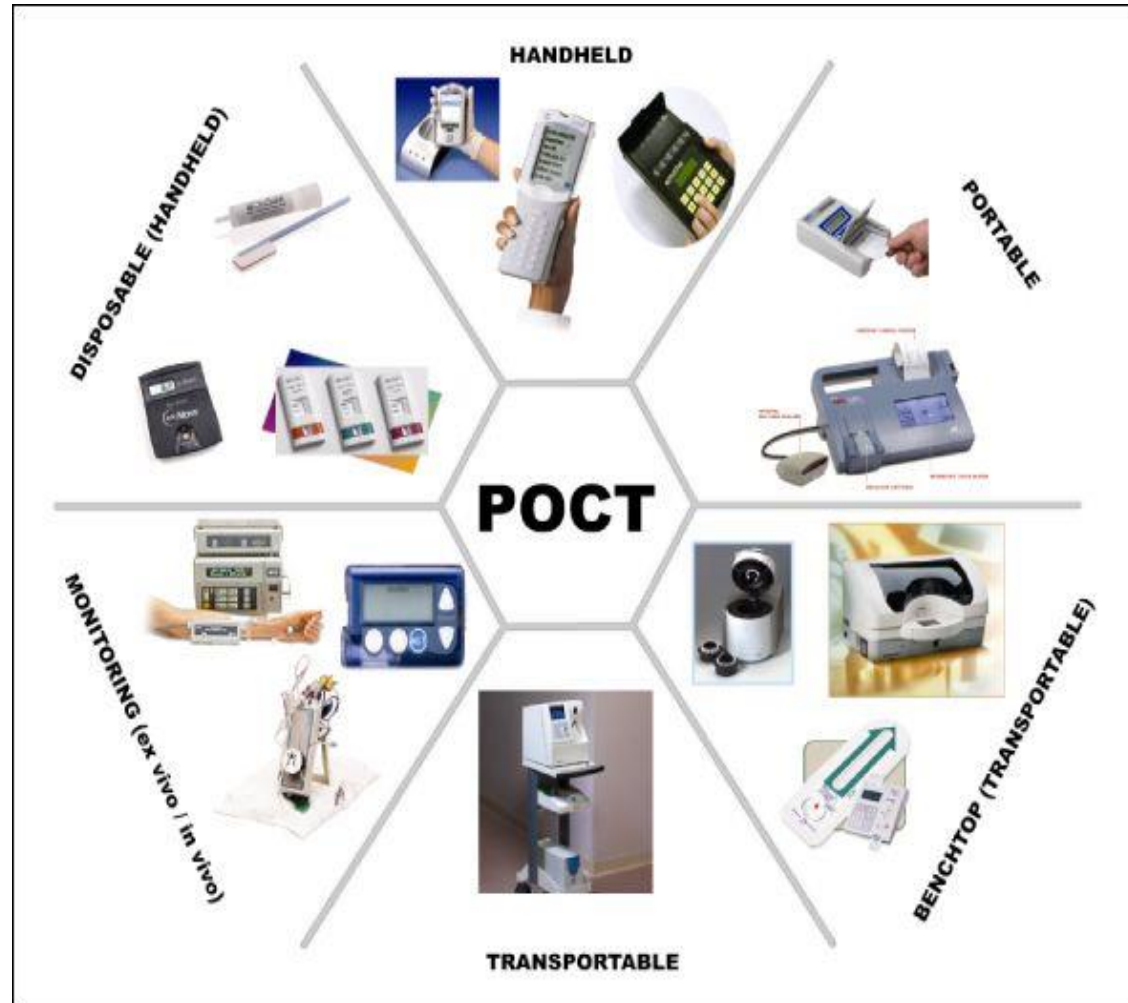 HANDHELD
DISPOSABLE (HANDHELD)
PORTABLE
POCT
MONITORING (ex vivo / in vivo)
BENCHTOP (TRANSPORTABLE)
TRANSPORTABLE